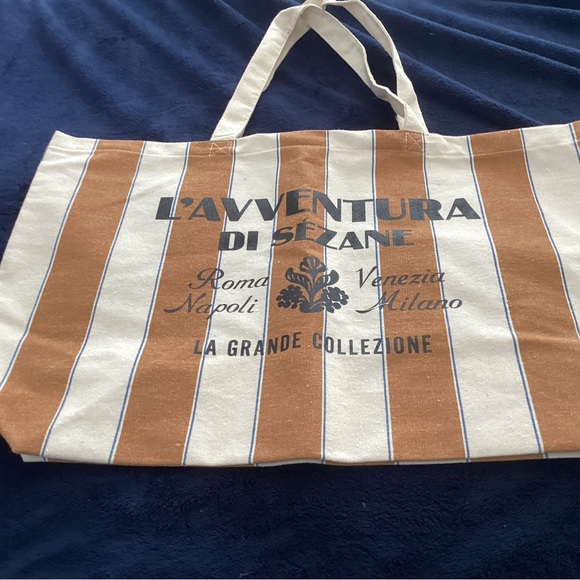 L'AVVENTURA
DI SÉZANE
Roma Venezia
Napoli Milano
LA GRANDE COLLEZIONE